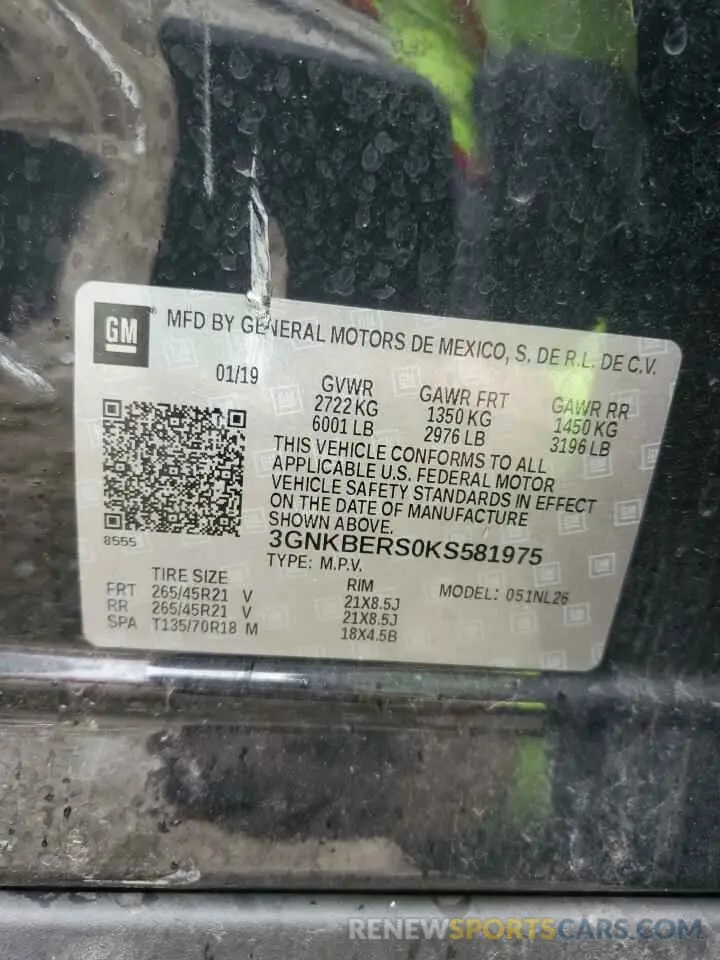 GM
MFD BY GENERAL MOTORS DE MEXICO, S. DE R.L. DE C.V.
01/19
GVWR GAWR FRT GAWR RR
2722 KG 1350 KG 1450 KG
6001 LB 2976 LB 3196 LB
THIS VEHICLE CONFORMS TO ALL
APPLICABLE U.S. FEDERAL MOTOR
VEHICLE SAFETY STANDARDS IN EFFECT
ON THE DATE OF MANUFACTURE
SHOWN ABOVE.
8555
3GNKBERS0KS581975
TYPE: M.P.V.
TIRE SIZE RIM MODEL: 051NL26
FRT 265/45R21 V 21X8.5J
RR 265/45R21 V 21X8.5J
SPA T135/70R18 M 18X4.5B
RENEWSPORTSCARS.COM